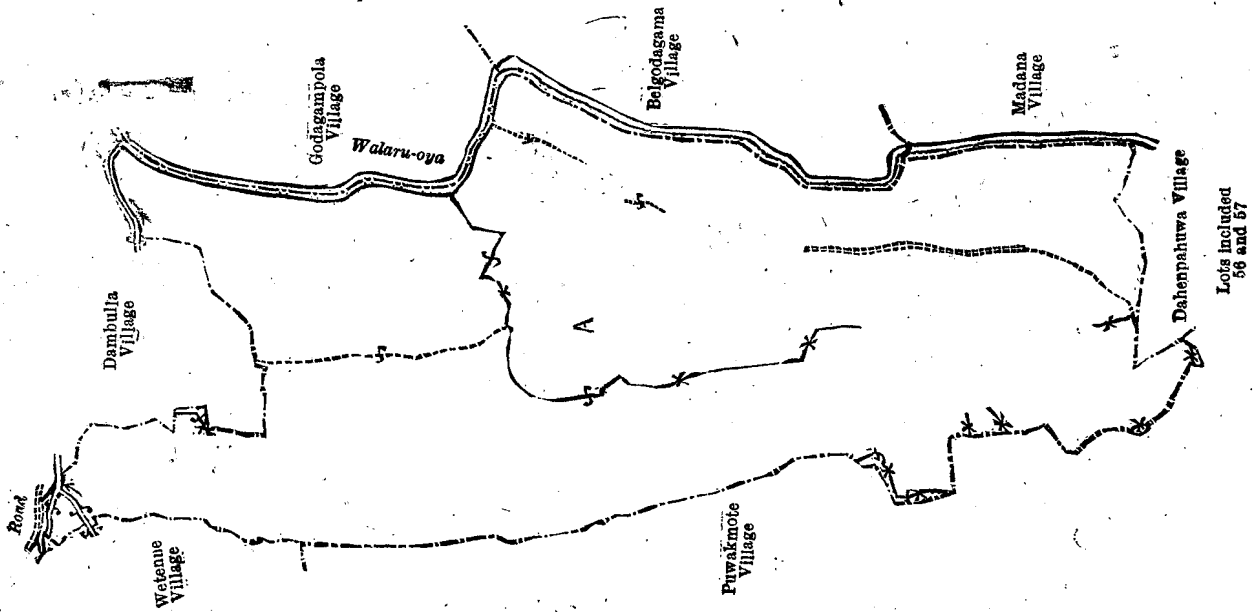 Road
Wetenne
Village
Dambulla
Village
Godagampola
Village
Walaru-oya
Belgodagama
Village
Madana
Village
A
Puwakmote
Village
Dahenpahuwa Village
Lots included
56 and 57